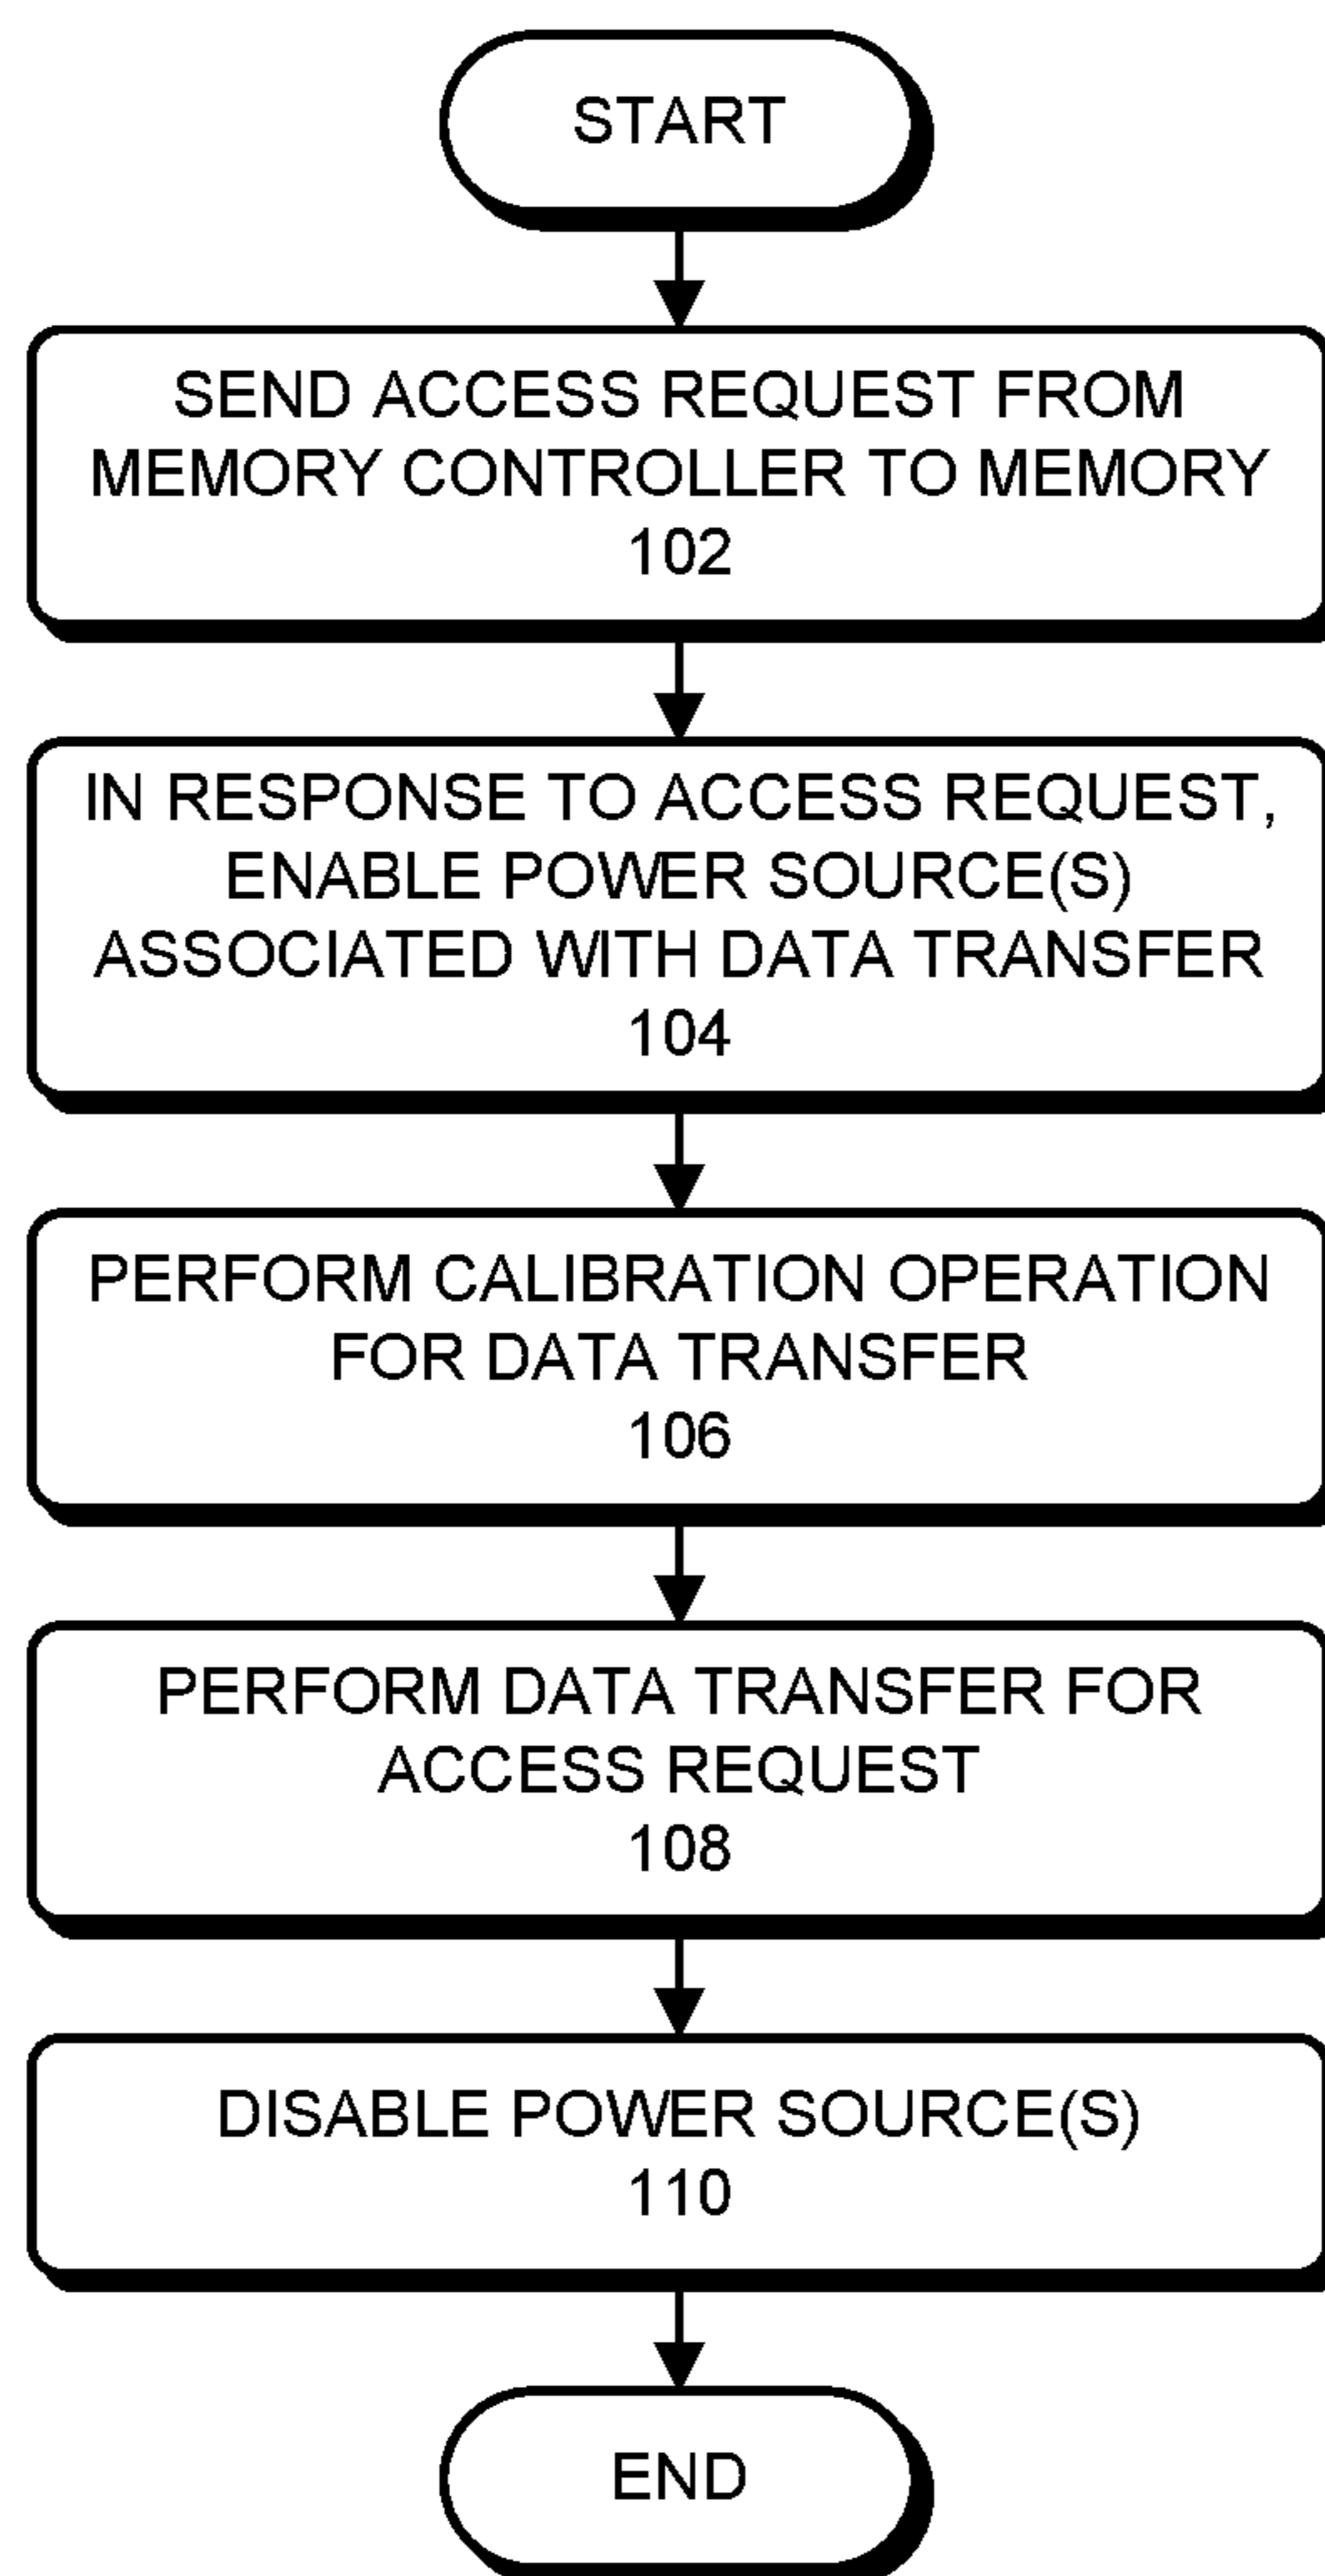 START
SEND ACCESS REQUEST FROM
MEMORY CONTROLLER TO MEMORY
102
IN RESPONSE TO ACCESS REQUEST,
ENABLE POWER SOURCE(S)
ASSOCIATED WITH DATA TRANSFER
104
PERFORM CALIBRATION OPERATION
FOR DATA TRANSFER
106
PERFORM DATA TRANSFER FOR
ACCESS REQUEST
108
DISABLE POWER SOURCE(S)
110
END